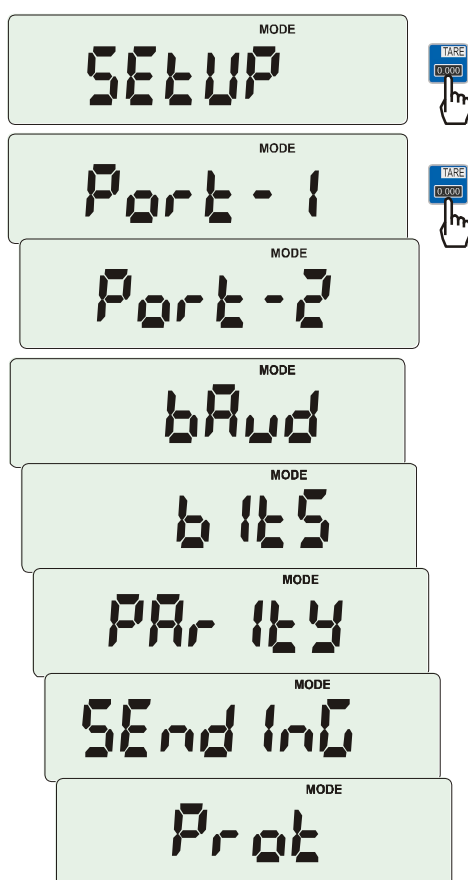 MODE
SEtUP
TARE
0.000
MODE
Port-1
TARE
0.000
MODE
Port-2
MODE
bAud
MODE
bItS
MODE
PArItY
MODE
SEndInG
MODE
Prot